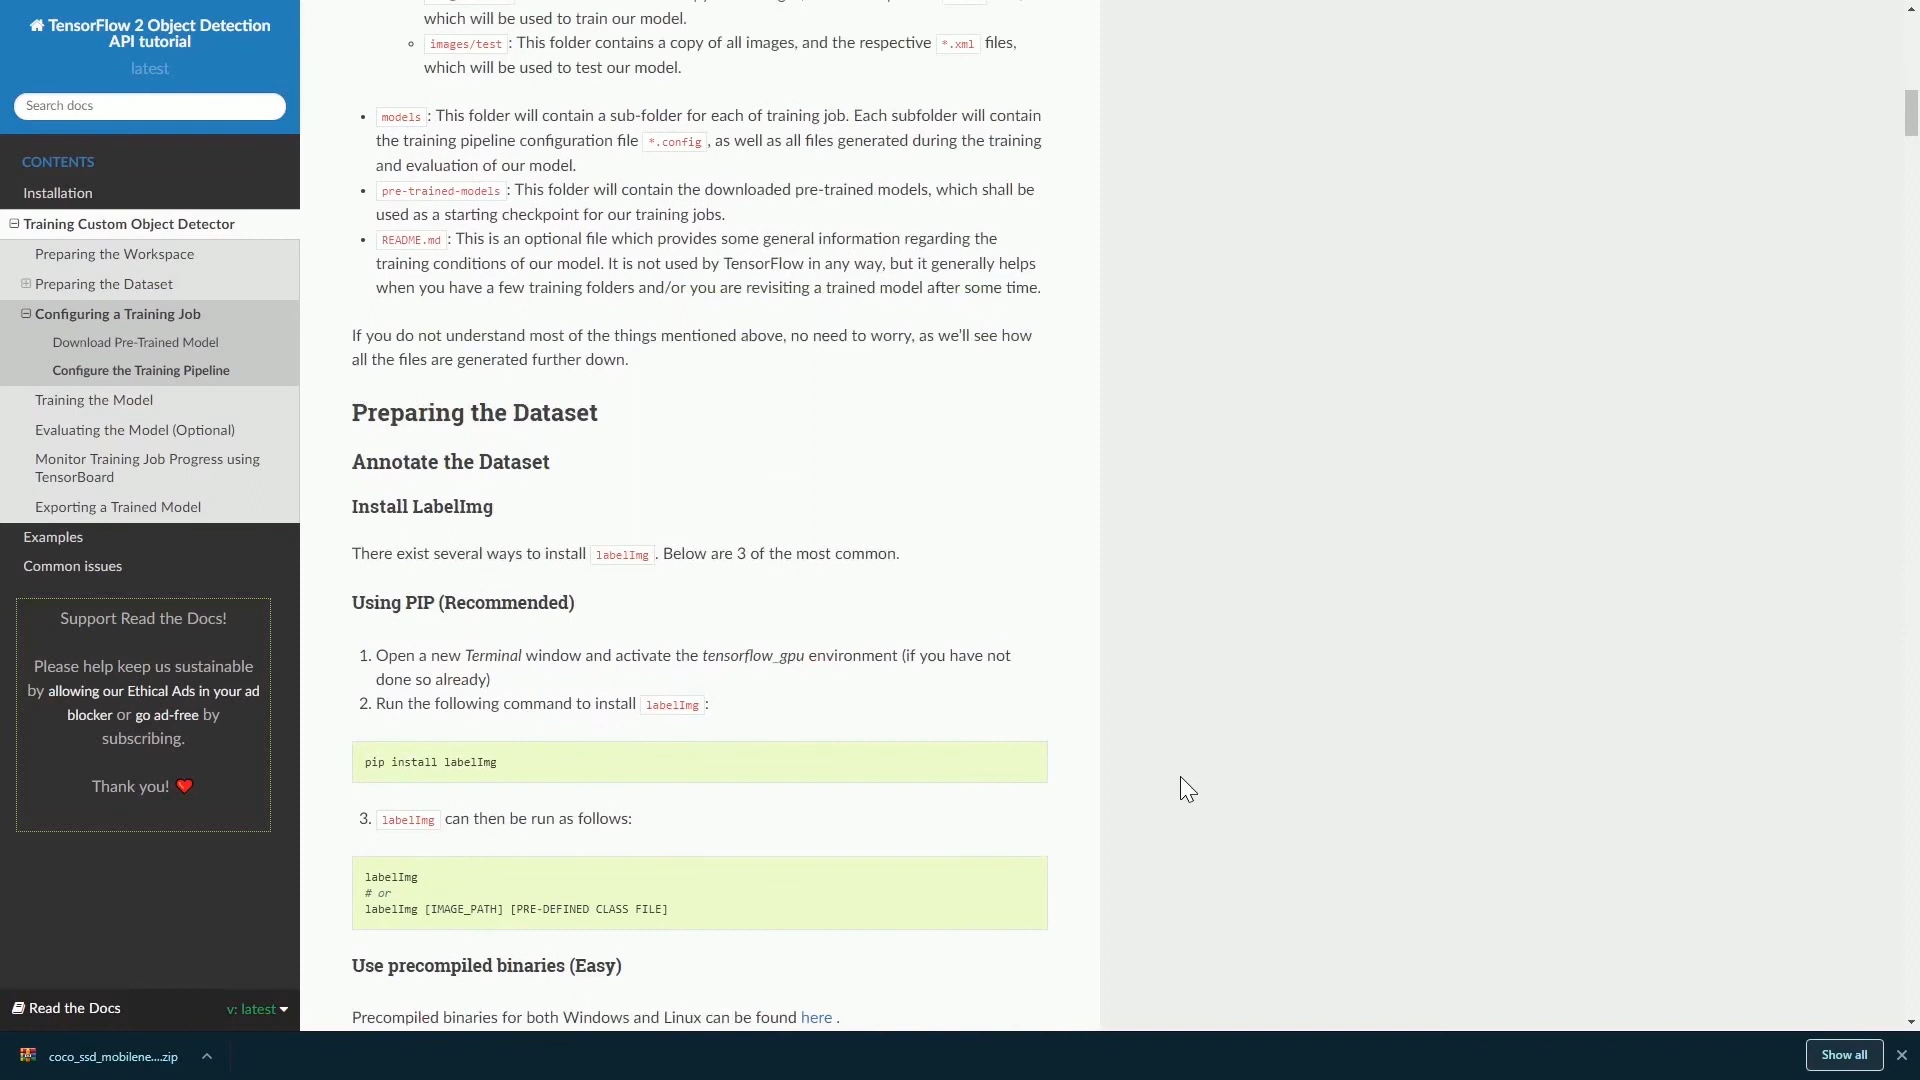 TensorFlow 2 Object Detection
API tutorial
latest
Search docs
CONTENTS
Installation
Training Custom Object Detector
Preparing the Workspace
Preparing the Dataset
Configuring a Training Job
Download Pre-Trained Model
Configure the Training Pipeline
Training the Model
Evaluating the Model (Optional)
Monitor Training Job Progress using
TensorBoard
Exporting a Trained Model
Examples
Common issues
Support Read the Docs!
Please help keep us sustainable
by allowing our Ethical Ads in your ad
blocker or go ad-free by
subscribing.
Thank you! ❤️
Read the Docs
v: latest
which will be used to train our model.
images/test: This folder contains a copy of all images, and the respective *.xml files,
which will be used to test our model.
models: This folder will contain a sub-folder for each of training job. Each subfolder will contain
the training pipeline configuration file *.config, as well as all files generated during the training
and evaluation of our model.
pre-trained-models: This folder will contain the downloaded pre-trained models, which shall be
used as a starting checkpoint for our training jobs.
README.md: This is an optional file which provides some general information regarding the
training conditions of our model. It is not used by TensorFlow in any way, but it generally helps
when you have a few training folders and/or you are revisiting a trained model after some time.
If you do not understand most of the things mentioned above, no need to worry, as we'll see how
all the files are generated further down.
Preparing the Dataset
Annotate the Dataset
Install LabelImg
There exist several ways to install labelImg. Below are 3 of the most common.
Using PIP (Recommended)
1. Open a new Terminal window and activate the tensorflow_gpu environment (if you have not
done so already)
2. Run the following command to install labelImg:
pip install labelImg
3. labelImg can then be run as follows:
labelImg
# or
labelImg [IMAGE_PATH] [PRE-DEFINED CLASS FILE]
Use precompiled binaries (Easy)
Precompiled binaries for both Windows and Linux can be found here .
coco_ssd_mobilene....zip
Show all